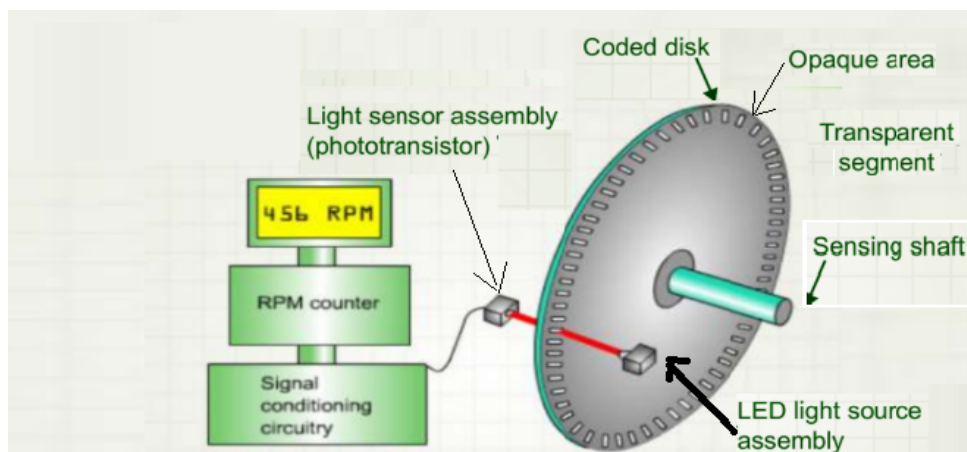 Coded disk
Opaque area
Light sensor assembly
(phototransistor)
Transparent
segment
456 RPM
Sensing shaft
RPM counter
Signal
conditioning
circuitry
LED light source
assembly